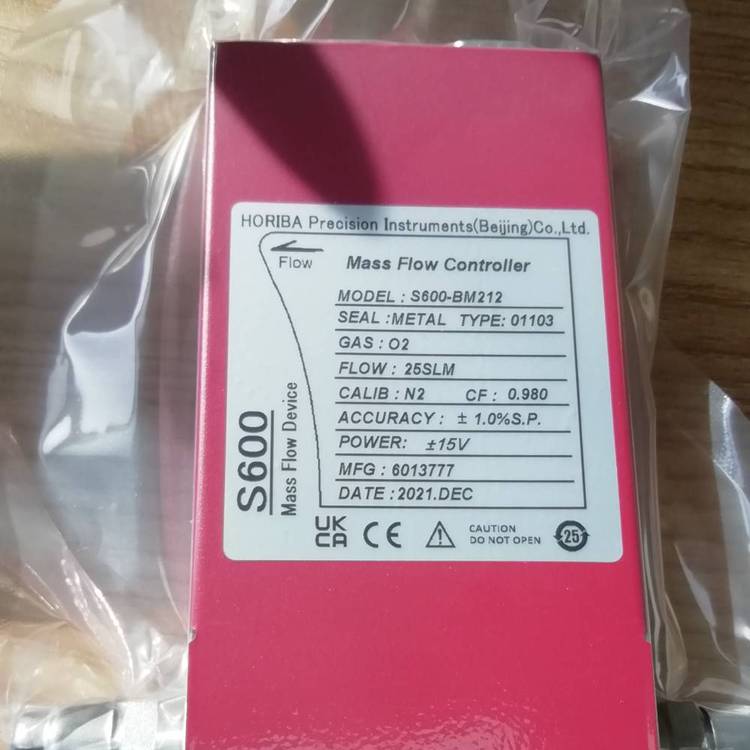 HORIBA Precision Instruments(Beijing)Co.,Ltd.
Flow
Mass Flow Controller
MODEL : S600-BM212
SEAL :METAL TYPE: 01103
GAS : O2
FLOW : 25SLM
CALIB : N2 CF : 0.980
ACCURACY : ± 1.0%S.P.
POWER: ±15V
MFG : 6013777
DATE : 2021.DEC
S600
Mass Flow Device
UK
CA
CE
CAUTION
DO NOT OPEN
25